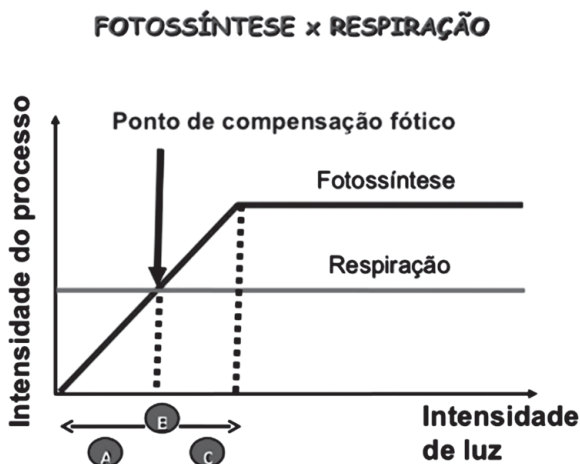 FOTOSSÍNTESE x RESPIRAÇÃO
Intensidade do processo
Ponto de compensação fótico
Fotossíntese
Respiração
B
A
C
Intensidade
de luz